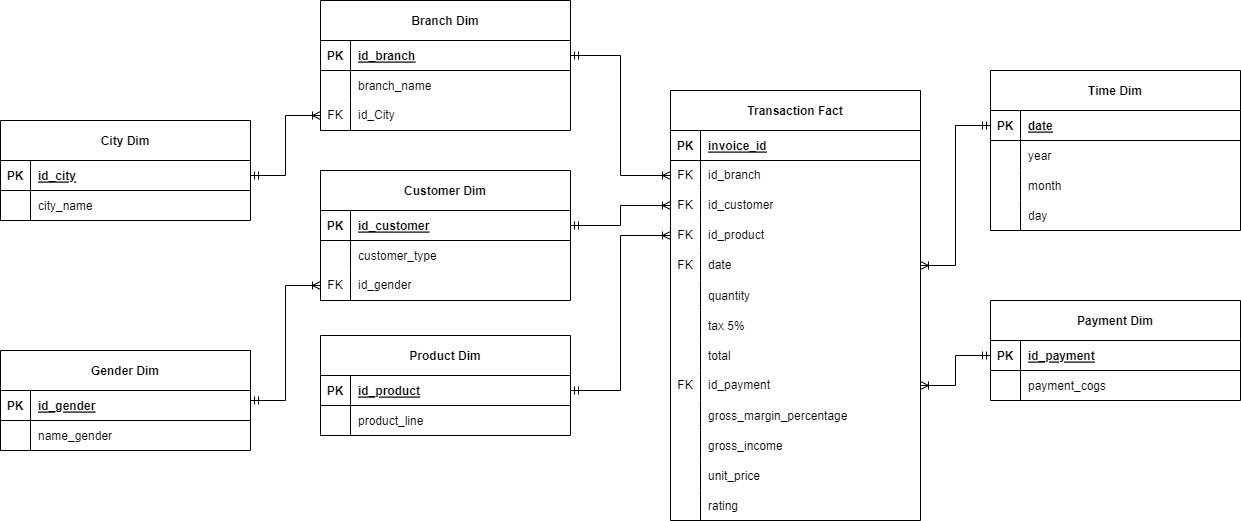 Branch Dim
PK id_branch
branch_name
FK id_City
City Dim
PK id_city
city_name
Customer Dim
PK id_customer
customer_type
FK id_gender
Gender Dim
PK id_gender
name_gender
Product Dim
PK id_product
product_line
Transaction Fact
PK invoice_id
FK id_branch
FK id_customer
FK id_product
FK date
quantity
tax 5%
total
FK id_payment
gross_margin_percentage
gross_income
unit_price
rating
Time Dim
PK date
year
month
day
Payment Dim
PK id_payment
payment_cogs